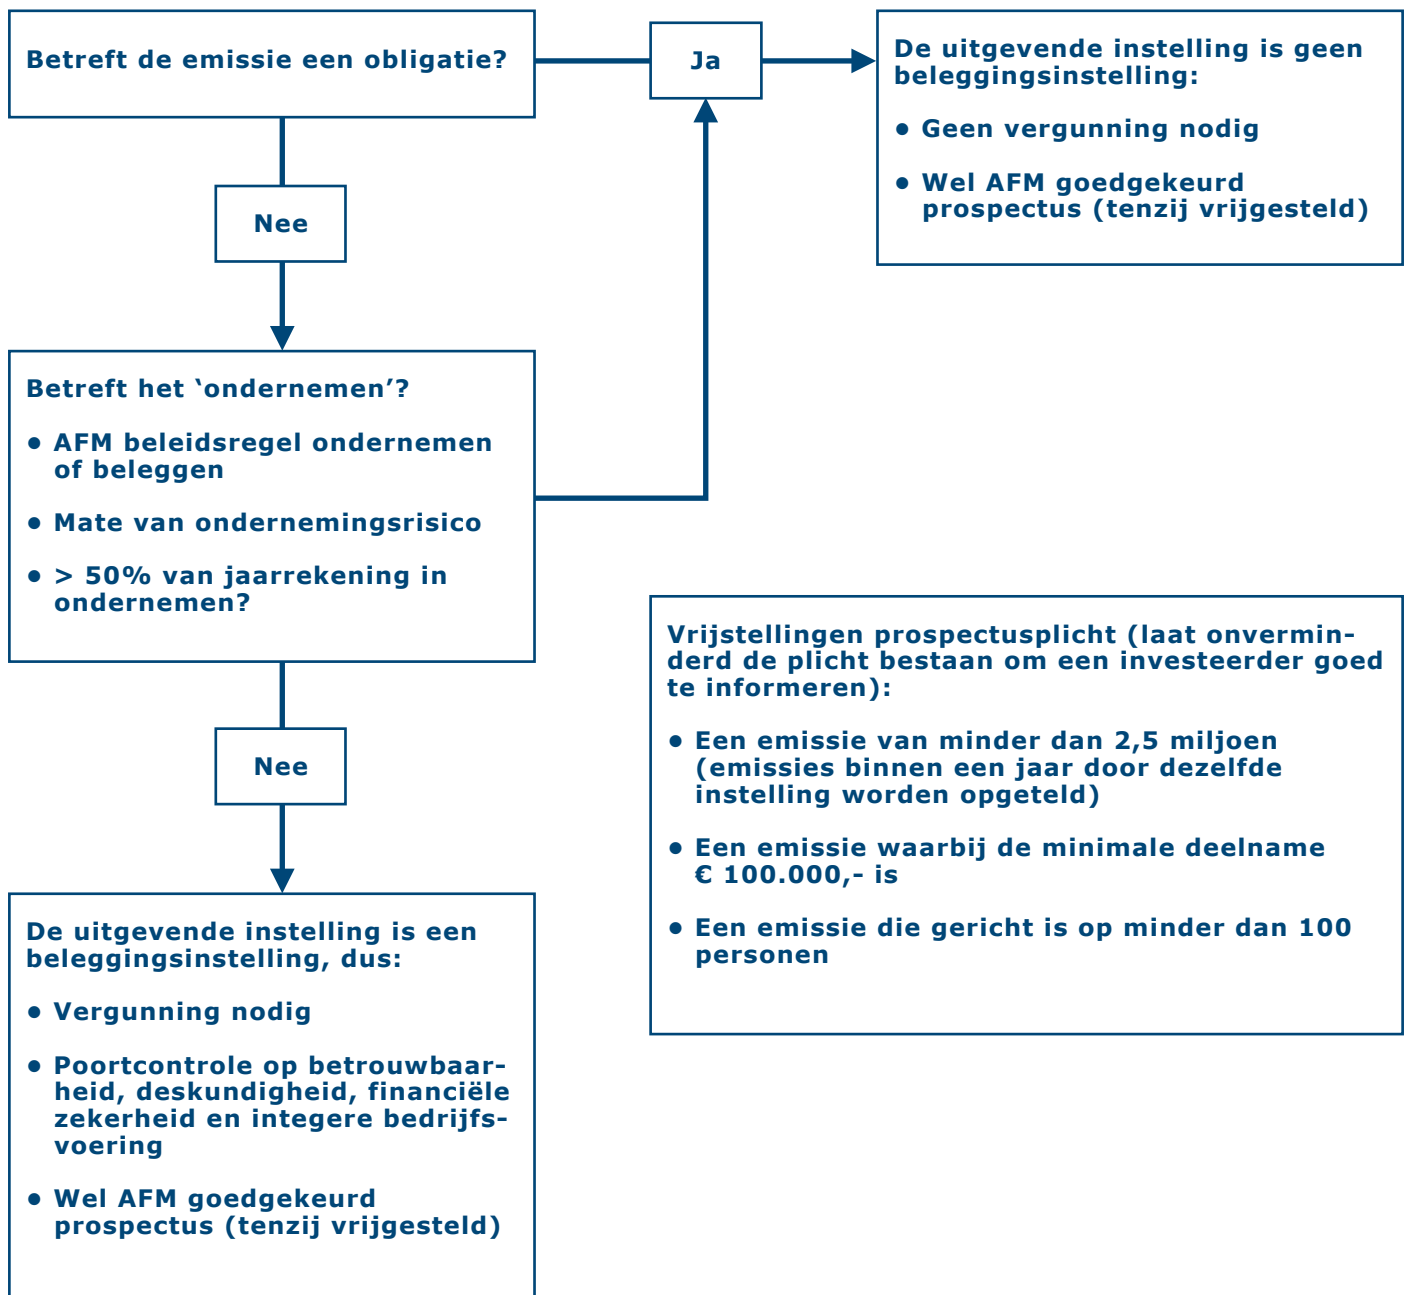 Betreft de emissie een obligatie?
Ja
De uitgevende instelling is geen
beleggingsinstelling:
• Geen vergunning nodig
• Wel AFM goedgekeurd
prospectus (tenzij vrijgesteld)
Nee
Betreft het ‘ondernemen’?
• AFM beleidsregel ondernemen
of beleggen
• Mate van ondernemingsrisico
• > 50% van jaarrekening in
ondernemen?
Nee
Vrijstellingen prospectusplicht (laat onvermin-
derd de plicht bestaan om een investeerder goed
te informeren):
• Een emissie van minder dan 2,5 miljoen
(emissies binnen een jaar door dezelfde
instelling worden opgeteld)
• Een emissie waarbij de minimale deelname
€ 100.000,- is
• Een emissie die gericht is op minder dan 100
personen
De uitgevende instelling is een
beleggingsinstelling, dus:
• Vergunning nodig
• Poortcontrole op betrouwbaar-
heid, deskundigheid, financiële
zekerheid en integere bedrijfs-
voering
• Wel AFM goedgekeurd
prospectus (tenzij vrijgesteld)